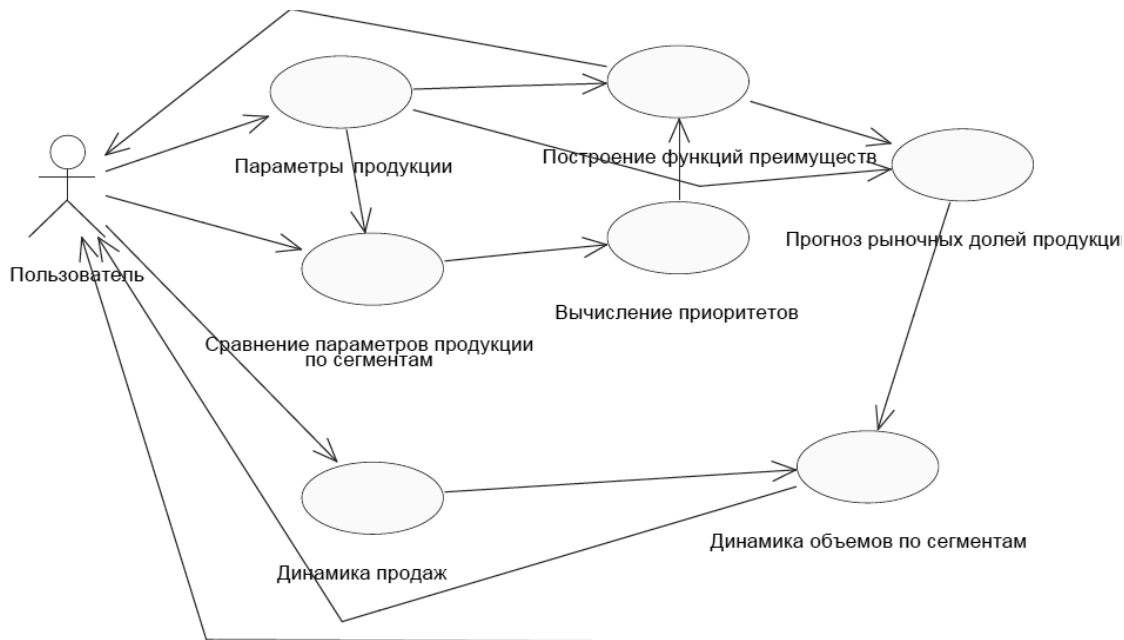 Параметры продукции
Построение функций преимуществ
Прогноз рыночных долей продукци
Пользователь
Вычисление приоритетов
Сравнение параметров продукции
по сегментам
Динамика объемов по сегментам
Динамика продаж